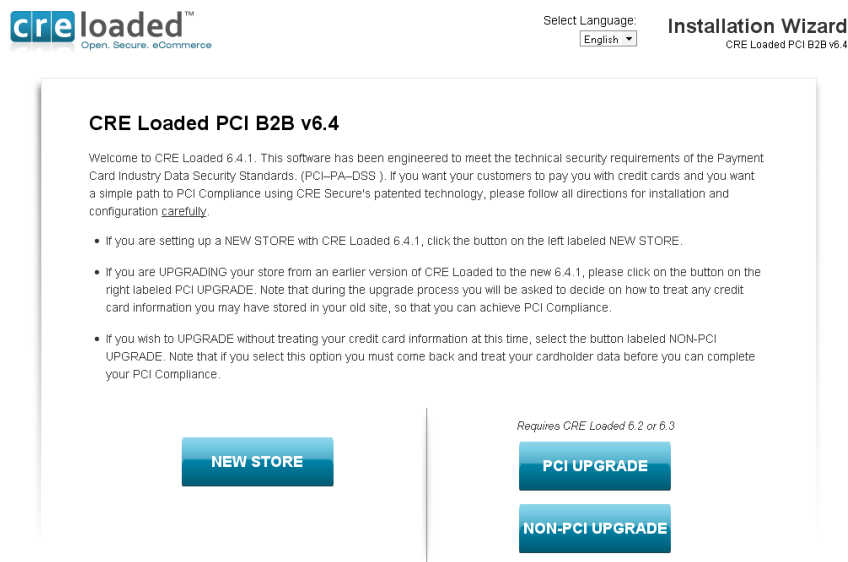 creloaded™
Open. Secure. eCommerce
Select Language:
English
Installation Wizard
CRE Loaded PCI B2B v6.4
CRE Loaded PCI B2B v6.4
Welcome to CRE Loaded 6.4.1. This software has been engineered to meet the technical security requirements of the Payment
Card Industry Data Security Standards. (PCI–PA–DSS ). If you want your customers to pay you with credit cards and you want
a simple path to PCI Compliance using CRE Secure's patented technology, please follow all directions for installation and
configuration carefully.
• If you are setting up a NEW STORE with CRE Loaded 6.4.1, click the button on the left labeled NEW STORE.
• If you are UPGRADING your store from an earlier version of CRE Loaded to the new 6.4.1, please click on the button on the
right labeled PCI UPGRADE. Note that during the upgrade process you will be asked to decide on how to treat any credit
card information you may have stored in your old site, so that you can achieve PCI Compliance.
• If you wish to UPGRADE without treating your credit card information at this time, select the button labeled NON-PCI
UPGRADE. Note that if you select this option you must come back and treat your cardholder data before you can complete
your PCI Compliance.
NEW STORE
Requires CRE Loaded 6.2 or 6.3
PCI UPGRADE
NON-PCI UPGRADE